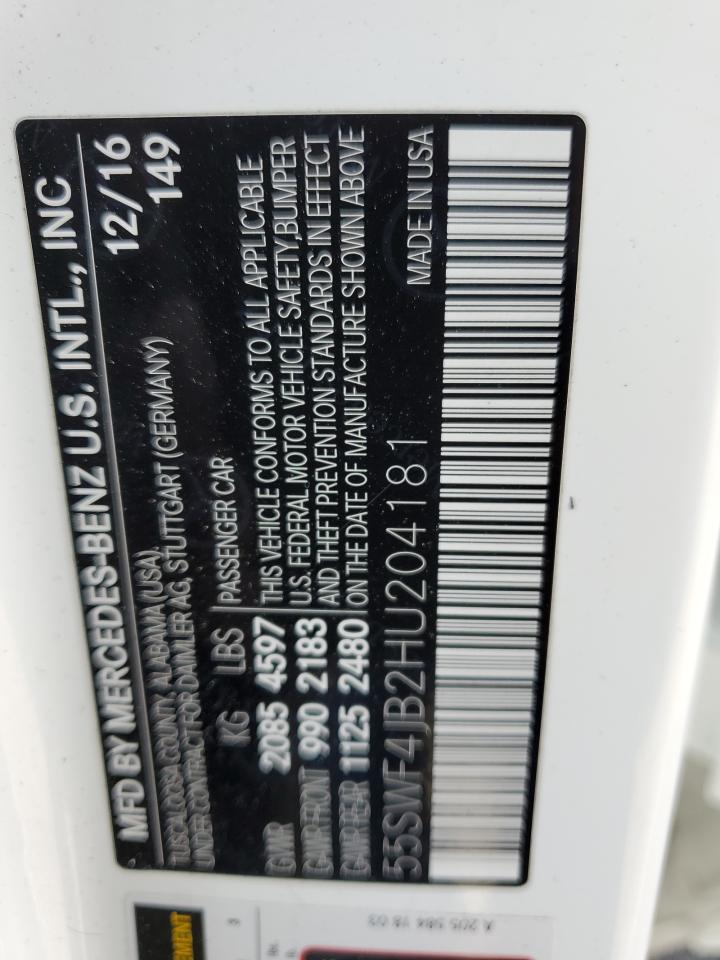 MFD BY MERCEDES-BENZ U.S. INTL., INC
TUSCALOOSA COUNTY, ALABAMA (USA)
UNDER CONTRACT FOR DAIMLER AG, STUTTGART (GERMANY)
12/16
149
KG LBS PASSENGER CAR
GVWR 2085 4597 THIS VEHICLE CONFORMS TO ALL APPLICABLE
GAWR FRONT 990 2183 U.S. FEDERAL MOTOR VEHICLE SAFETY, BUMPER
GAWR REAR 1125 2480 AND THEFT PREVENTION STANDARDS IN EFFECT
ON THE DATE OF MANUFACTURE SHOWN ABOVE
55SWF4JB2HU204181 MADE IN USA
3
A 205 584 18 03